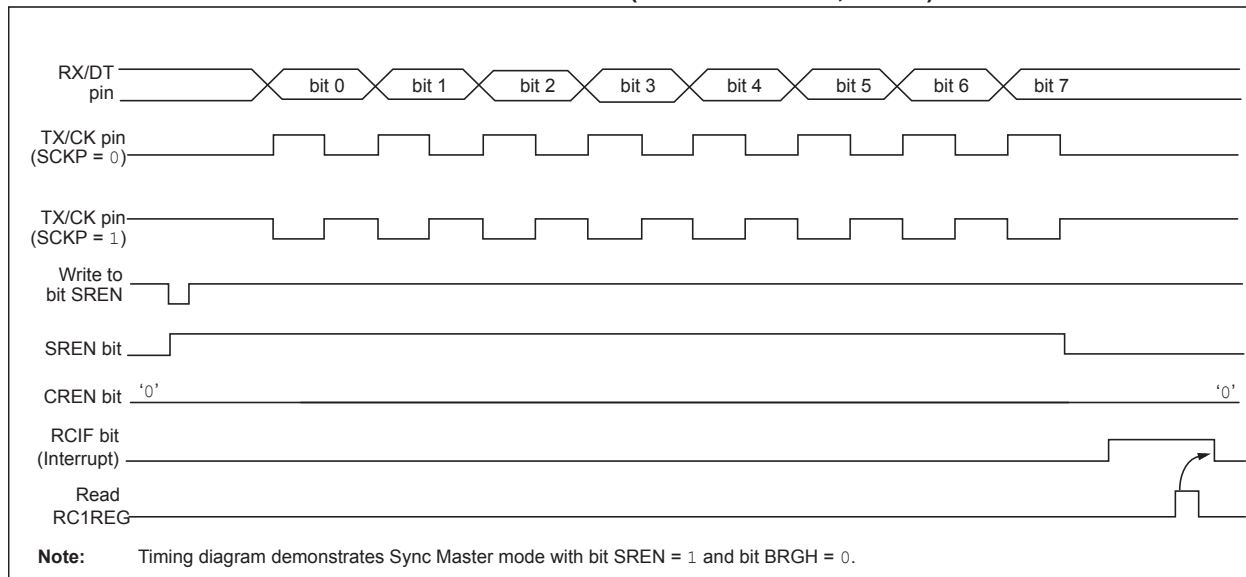 RX/DT
pin
bit 0 bit 1 bit 2 bit 3 bit 4 bit 5 bit 6 bit 7
TX/CK pin
(SCKP = 0)
TX/CK pin
(SCKP = 1)
Write to
bit SREN
SREN bit
CREN bit ‘0’ ‘0’
RCIF bit
(Interrupt)
Read
RC1REG
Note: Timing diagram demonstrates Sync Master mode with bit SREN = 1 and bit BRGH = 0.